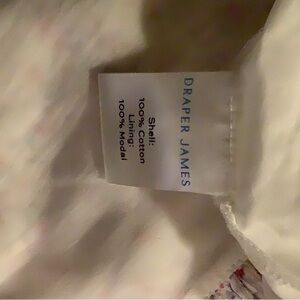 DRAPER JAMES
Shell:
100% Cotton
Lining:
100% Modal